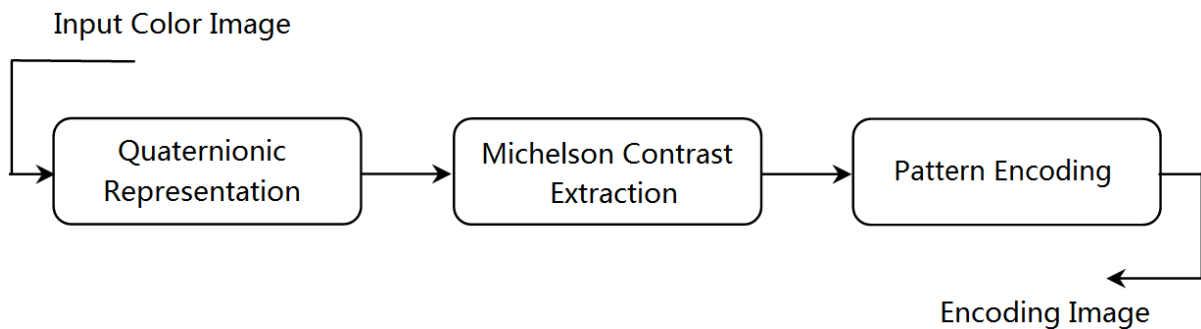 Input Color Image
Quaternionic
Representation
Michelson Contrast
Extraction
Pattern Encoding
Encoding Image